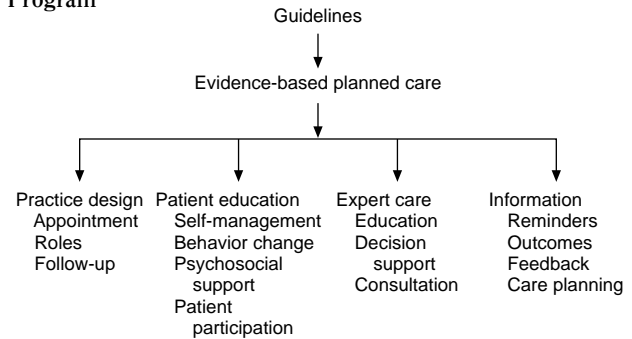 Program
Guidelines
Evidence-based planned care
Practice design
Appointment
Roles
Follow-up
Patient education
Self-management
Behavior change
Psychosocial
support
Patient
participation
Expert care
Education
Decision
support
Consultation
Information
Reminders
Outcomes
Feedback
Care planning